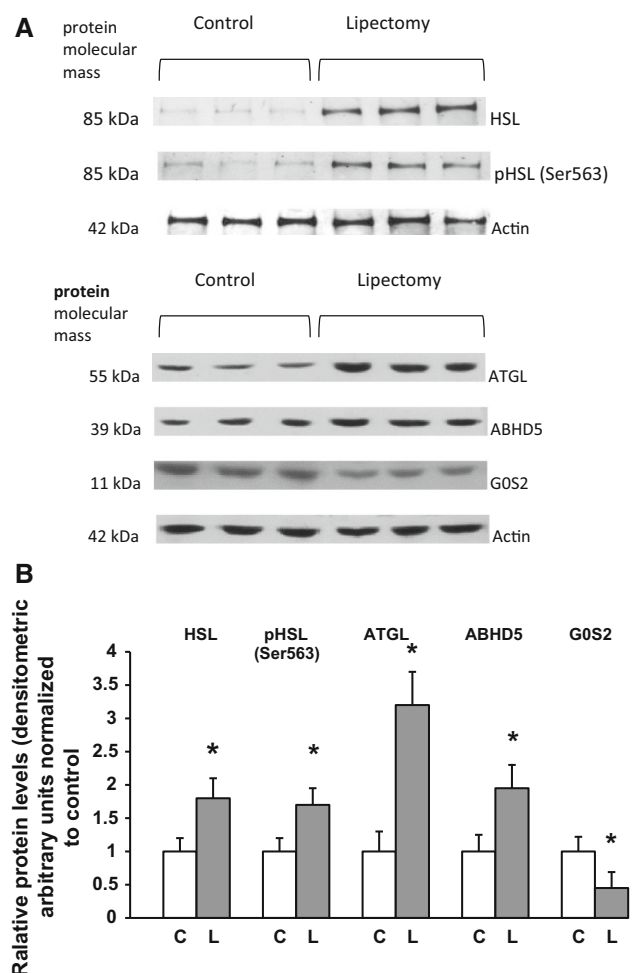 A
protein
molecular
mass
Control
Lipectomy
85 kDa
HSL
85 kDa
pHSL (Ser563)
42 kDa
Actin
protein
molecular
mass
Control
Lipectomy
55 kDa
ATGL
39 kDa
ABHD5
11 kDa
G0S2
42 kDa
Actin
B
Ralative protein levels (densitometric
arbitrary units normalized
to control
HSL
pHSL
(Ser563)
ATGL
ABHD5
G0S2
4
3.5
3
2.5
2
1.5
1
0.5
0
* * * * *
C L C L C L C L C L